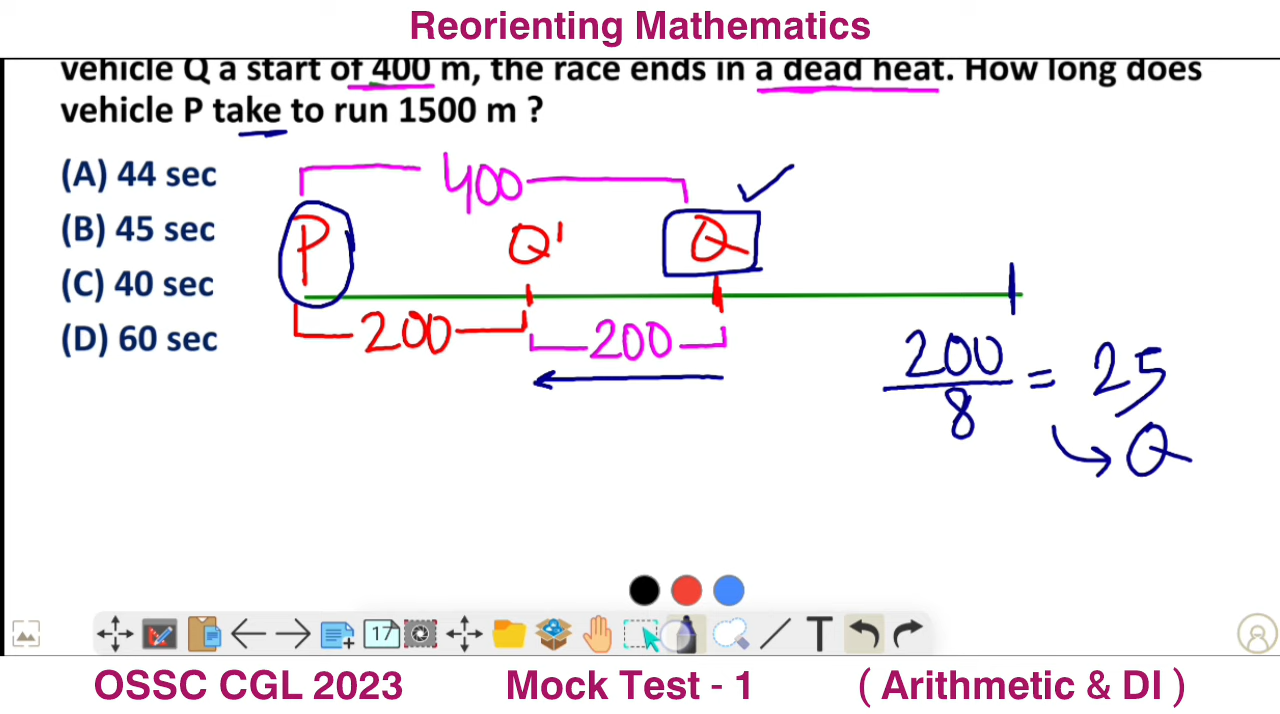 Reorienting Mathematics
vehicle Q a start of 400 m, the race ends in a dead heat. How long does
vehicle P take to run 1500 m ?
(A) 44 sec
(B) 45 sec
(C) 40 sec
(D) 60 sec
400
P Q' Q
200 200
200
8
= 25
Q
17 T
OSSC CGL 2023 Mock Test - 1 ( Arithmetic & DI )